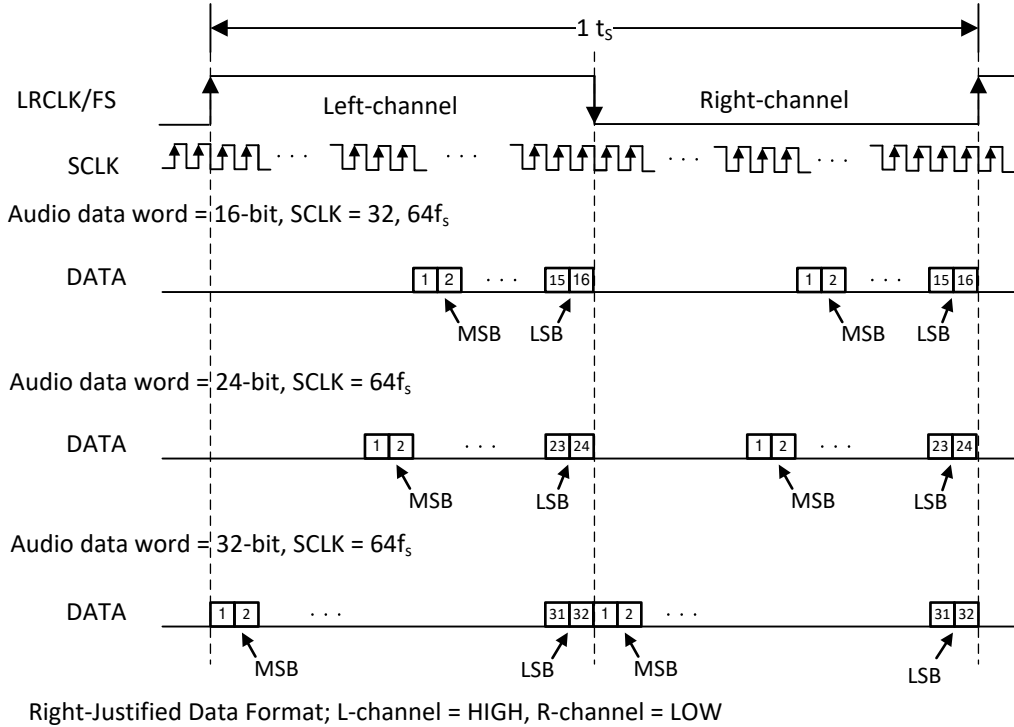 1 tS
LRCLK/FS
Left-channel
Right-channel
SCLK
. . .
. . .
. . .
. . .
Audio data word = 16-bit, SCLK = 32, 64fs
DATA
1 2 . . . 15 16 1 2 . . . 15 16
MSB LSB MSB LSB
Audio data word = 24-bit, SCLK = 64fs
DATA
1 2 . . . 23 24 1 2 . . . 23 24
MSB LSB MSB LSB
Audio data word = 32-bit, SCLK = 64fs
DATA
1 2 . . . 31 32 1 2 . . . 31 32
MSB LSB MSB LSB
Right-Justified Data Format; L-channel = HIGH, R-channel = LOW